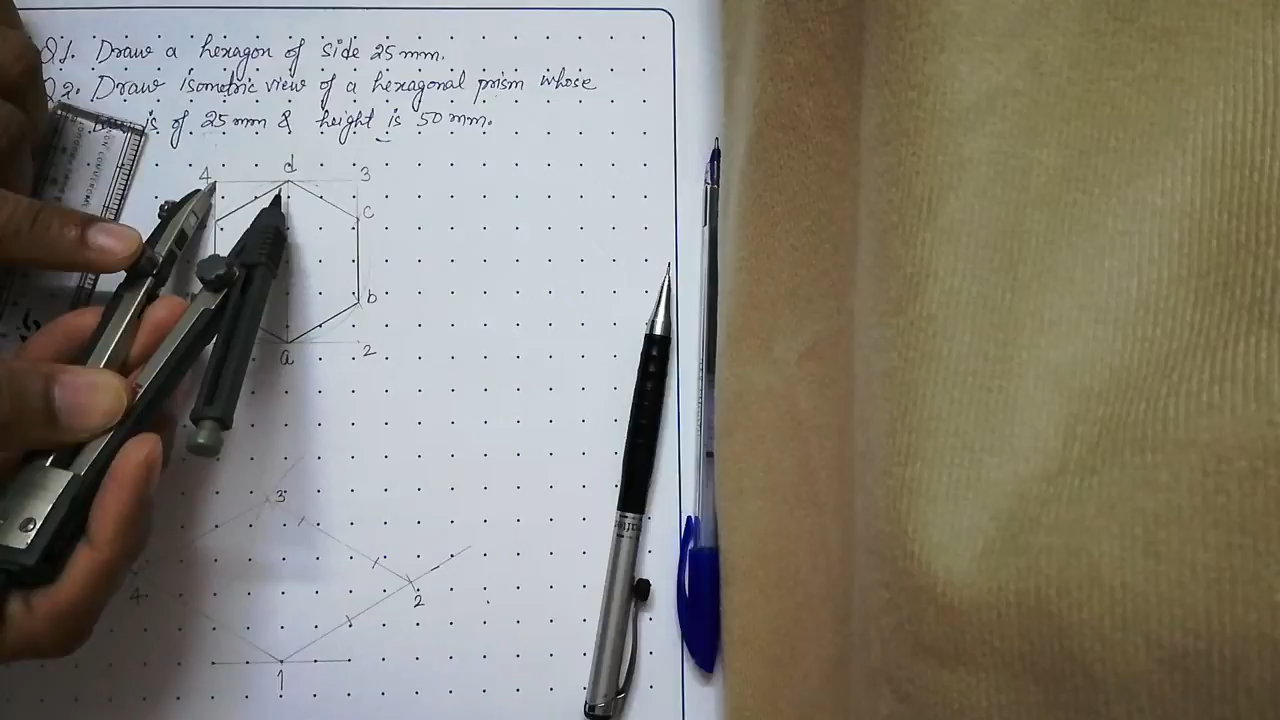 Q1. Draw a hexagon of side 25 mm.
Q2. Draw isometric view of a hexagonal prism whose
is of 25 mm & height is 50 mm.
4 d 3
c
b
a 2
3
4
2
1